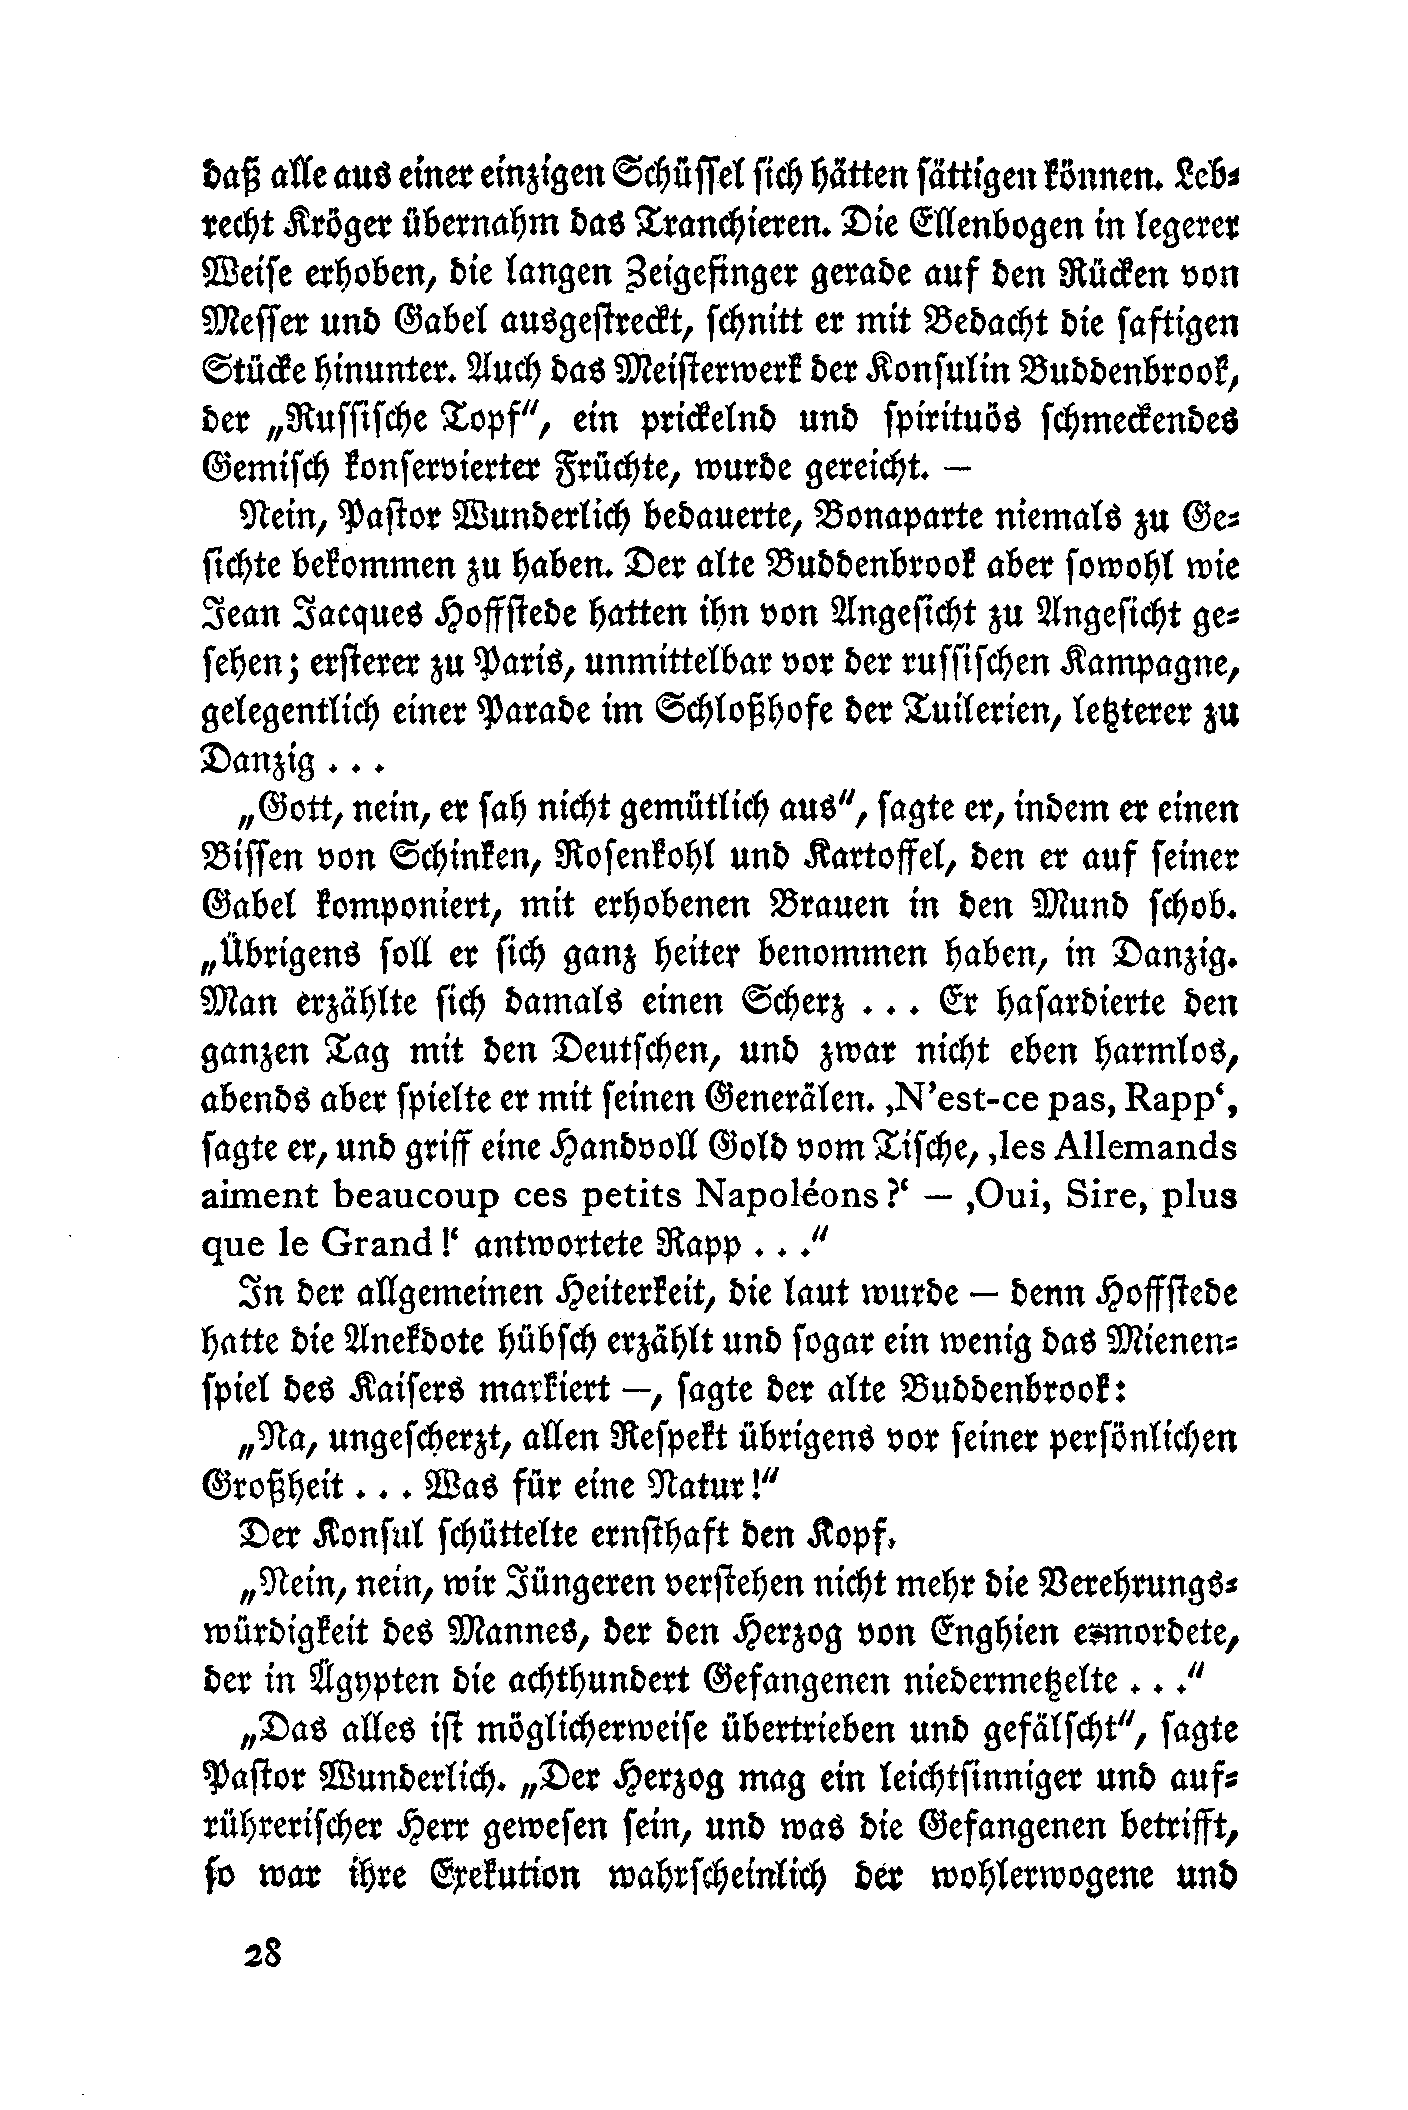 daß alle aus einer einzigen Schüssel sich hätten sättigen können. Leb-
recht Kröger übernahm das Tranchieren. Die Ellenbogen in legerer
Weise erhoben, die langen Zeigefinger gerade auf den Rücken von
Messer und Gabel ausgestreckt, schnitt er mit Bedacht die saftigen
Stücke hinunter. Auch das Meisterwerk der Konsulin Buddenbrook,
der „Russische Topf“, ein prickelnd und spirituös schmeckendes
Gemisch konservierter Früchte, wurde gereicht. —
Nein, Pastor Wunderlich bedauerte, Bonaparte niemals zu Ge-
sichte bekommen zu haben. Der alte Buddenbrook aber sowohl wie
Jean Jacques Hoffstede hatten ihn von Angesicht zu Angesicht ge-
sehen; ersterer zu Paris, unmittelbar vor der russischen Kampagne,
gelegentlich einer Parade im Schloßhofe der Tuilerien, letzterer zu
Danzig . . .
„Gott, nein, er sah nicht gemütlich aus“, sagte er, indem er einen
Bissen von Schinken, Rosenkohl und Kartoffel, den er auf seiner
Gabel komponiert, mit erhobenen Brauen in den Mund schob.
„Übrigens soll er sich ganz heiter benommen haben, in Danzig.
Man erzählte sich damals einen Scherz . . . Er hasardierte den
ganzen Tag mit den Deutschen, und zwar nicht eben harmlos,
abends aber spielte er mit seinen Generälen. ‚N’est-ce pas, Rapp‘,
sagte er, und griff eine Handvoll Gold vom Tische, ‚les Allemands
aiment beaucoup ces petits Napoléons?‘ — ‚Oui, Sire, plus
que le Grand!‘ antwortete Rapp . . .“
In der allgemeinen Heiterkeit, die laut wurde — denn Hoffstede
hatte die Anekdote hübsch erzählt und sogar ein wenig das Mienen-
spiel des Kaisers markiert —, sagte der alte Buddenbrook:
„Na, ungescherzt, allen Respekt übrigens vor seiner persönlichen
Großheit . . . Was für eine Natur!“
Der Konsul schüttelte ernsthaft den Kopf.
„Nein, nein, wir Jüngeren verstehen nicht mehr die Verehrungs-
würdigkeit des Mannes, der den Herzog von Enghien ermordete,
der in Ägypten die achthundert Gefangenen niedermetzelte . . .“
„Das alles ist möglicherweise übertrieben und gefälscht“, sagte
Pastor Wunderlich. „Der Herzog mag ein leichtsinniger und auf-
rührerischer Herr gewesen sein, und was die Gefangenen betrifft,
so war ihre Exekution wahrscheinlich der wohlerwogene und
28